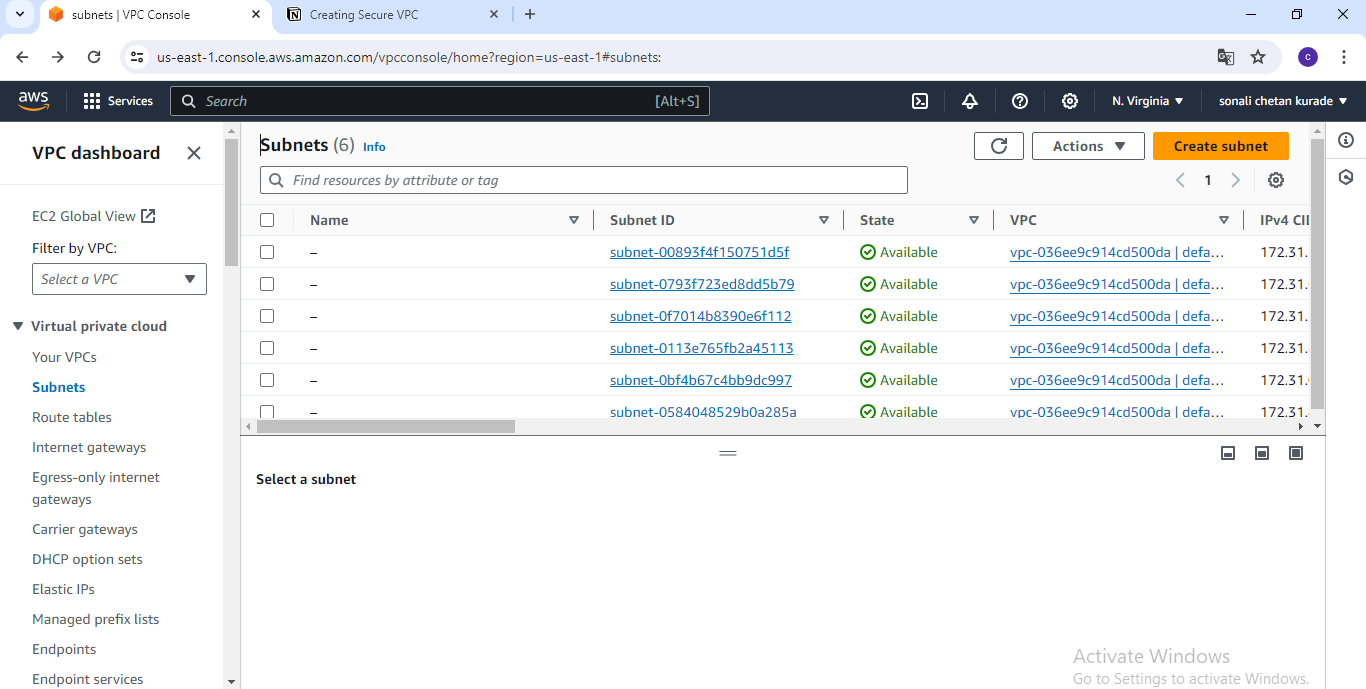 subnets | VPC Console
Creating Secure VPC
us-east-1.console.aws.amazon.com/vpcconsole/home?region=us-east-1#subnets:
c
aws
Services
Search
[Alt+S]
N. Virginia
sonali chetan kurade
VPC dashboard
EC2 Global View
Filter by VPC:
Select a VPC
Virtual private cloud
Your VPCs
Subnets
Route tables
Internet gateways
Egress-only internet
gateways
Carrier gateways
DHCP option sets
Elastic IPs
Managed prefix lists
Endpoints
Endpoint services
Subnets (6) Info
Actions
Create subnet
Find resources by attribute or tag
1
Name Subnet ID State VPC IPv4 CII
– subnet-00893f4f150751d5f Available vpc-036ee9c914cd500da | defa... 172.31.
– subnet-0793f723ed8dd5b79 Available vpc-036ee9c914cd500da | defa... 172.31.
– subnet-0f7014b8390e6f112 Available vpc-036ee9c914cd500da | defa... 172.31.
– subnet-0113e765fb2a45113 Available vpc-036ee9c914cd500da | defa... 172.31.
– subnet-0bf4b67c4bb9dc997 Available vpc-036ee9c914cd500da | defa... 172.31.
– subnet-0584048529b0a285a Available vpc-036ee9c914cd500da | defa... 172.31.
Select a subnet
Activate Windows
Go to Settings to activate Windows.